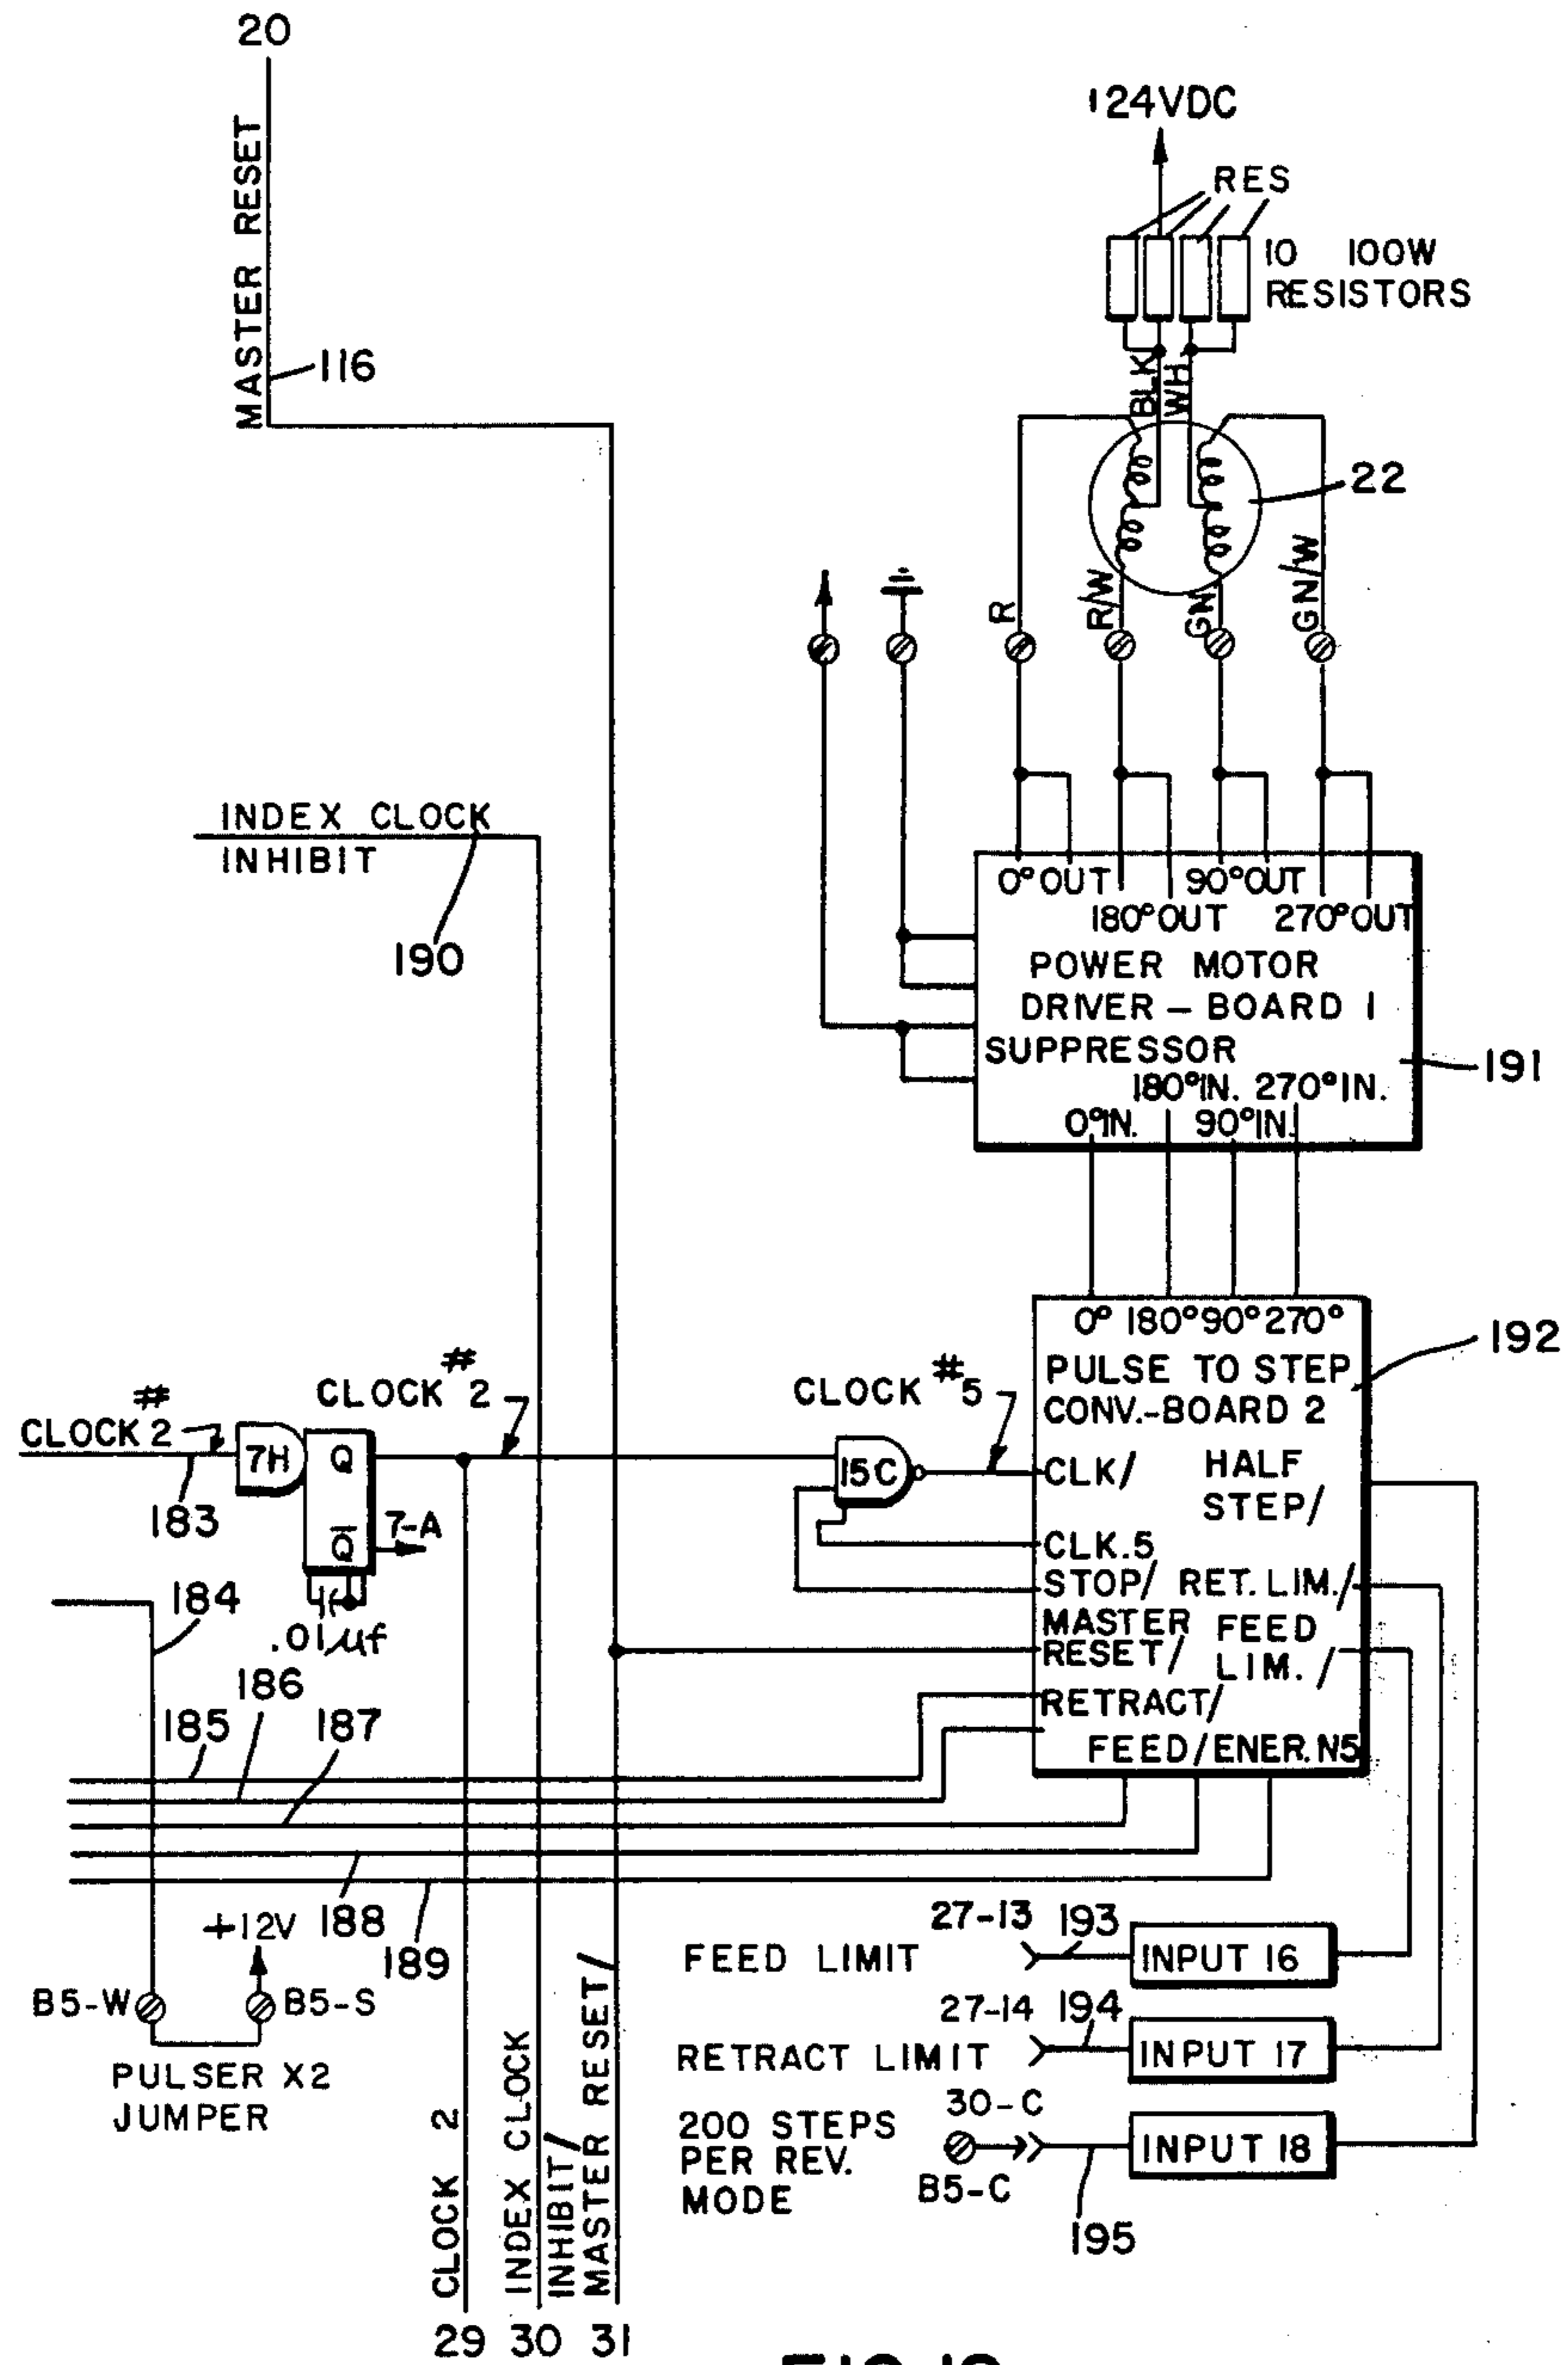 20
MASTER RESET
116
+24VDC
RES
10 100W
RESISTORS
BLK
WH
22
R
R/W
GN
GN/W
INDEX CLOCK
INHIBIT
190
0° OUT
90° OUT
180° OUT
270° OUT
POWER MOTOR
DRIVER – BOARD 1
SUPPRESSOR
191
180° IN. 270° IN.
0° IN. 90° IN.
0° 180° 90° 270°
192
PULSE TO STEP
CONV.-BOARD 2
CLOCK #2
183
7H
Q
Q̅
7-A
.01µf
CLOCK #2
CLOCK #5
15C
CLK/
HALF
STEP/
CLK.5
STOP/ RET. LIM./
MASTER
RESET/
FEED
LIM. /
RETRACT/
FEED/ENER. N5
184
186
185
187
188
189
+12V
B5-W
B5-S
PULSER X2
JUMPER
27-13 193
FEED LIMIT
INPUT 16
27-14 194
RETRACT LIMIT
INPUT 17
30-C
200 STEPS
PER REV.
MODE
B5-C
INPUT 18
195
CLOCK 2
INDEX CLOCK
INHIBIT/
MASTER RESET/
29 30 31